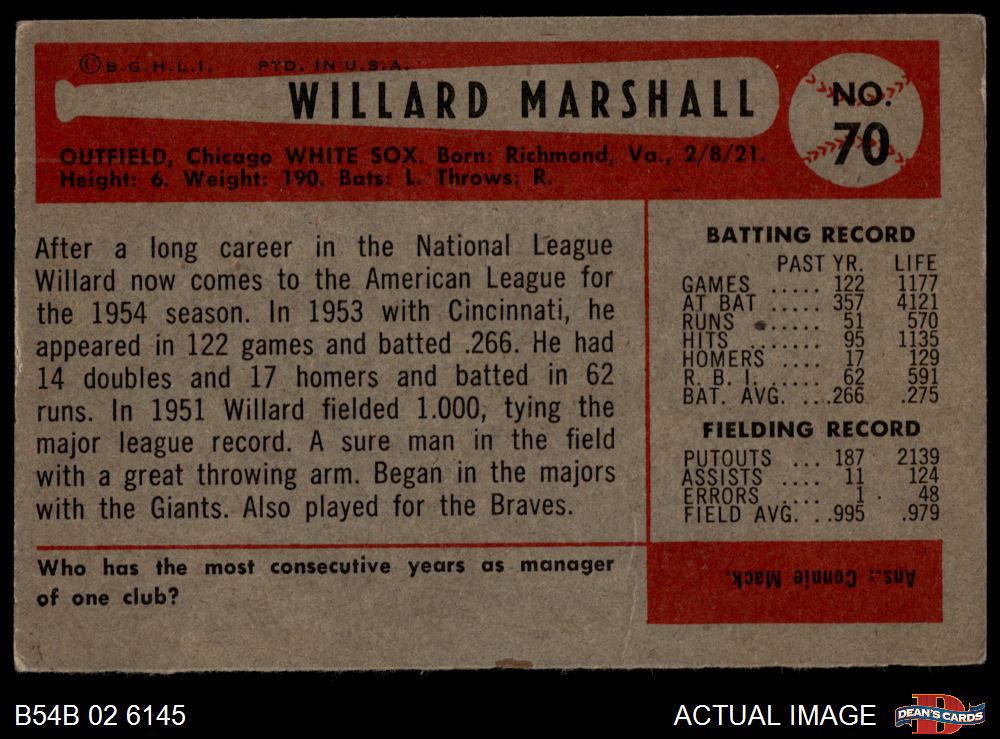 ©B.G.H.L.I. PTD. IN U.S.A.
WILLARD MARSHALL
NO.
70
OUTFIELD, Chicago WHITE SOX. Born: Richmond, Va., 2/8/21.
Height: 6. Weight: 190. Bats: L. Throws: R.
After a long career in the National League
Willard now comes to the American League for
the 1954 season. In 1953 with Cincinnati, he
appeared in 122 games and batted .266. He had
14 doubles and 17 homers and batted in 62
runs. In 1951 Willard fielded 1.000, tying the
major league record. A sure man in the field
with a great throwing arm. Began in the majors
with the Giants. Also played for the Braves.
BATTING RECORD
PAST YR. LIFE
GAMES ..... 122 1177
AT BAT ..... 357 4121
RUNS ...... 51 570
HITS ....... 95 1135
HOMERS .... 17 129
R. B. I. ..... 62 591
BAT. AVG. ...266 .275
FIELDING RECORD
PUTOUTS ... 187 2139
ASSISTS .... 11 124
ERRORS .... 1 48
FIELD AVG. ..995 .979
Who has the most consecutive years as manager
of one club?
Ans.: Connie Mack.
B54B 02 6145
ACTUAL IMAGE
D
DEAN'S CARDS